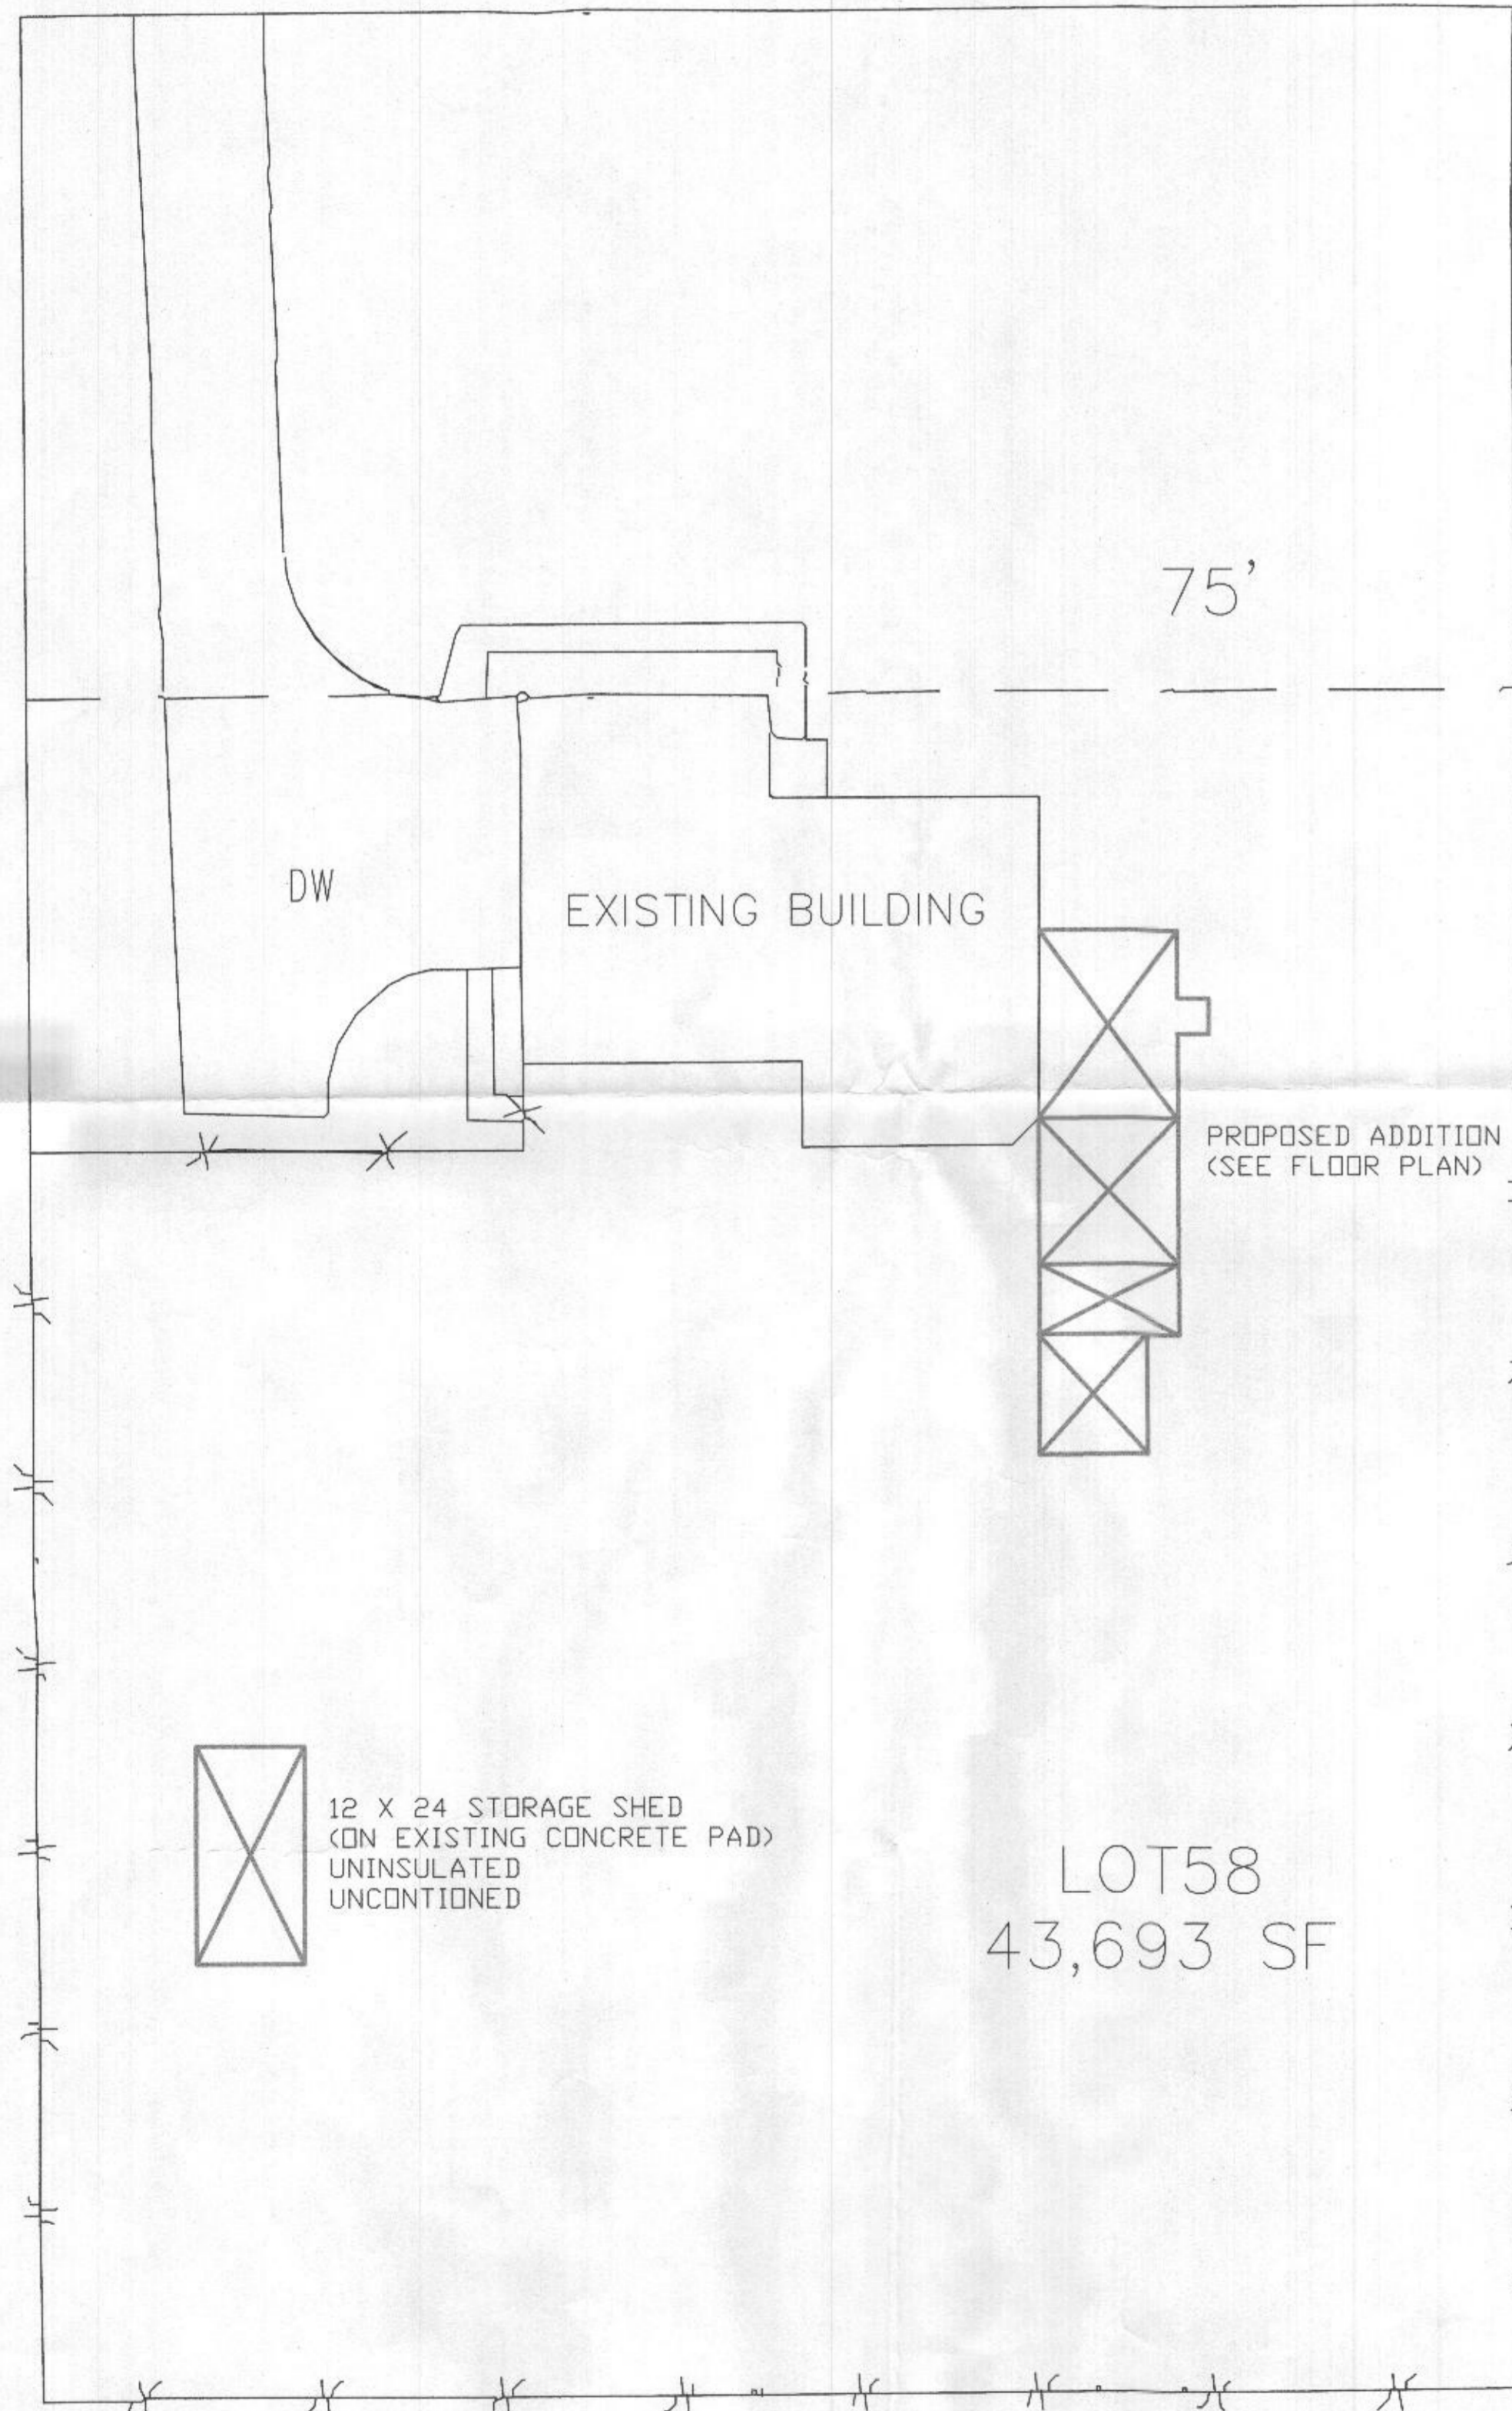 75'
DW
EXISTING BUILDING
PROPOSED ADDITION
(SEE FLOOR PLAN)
12 X 24 STORAGE SHED
(ON EXISTING CONCRETE PAD)
UNINSULATED
UNCONTIONED
LOT58
43,693 SF